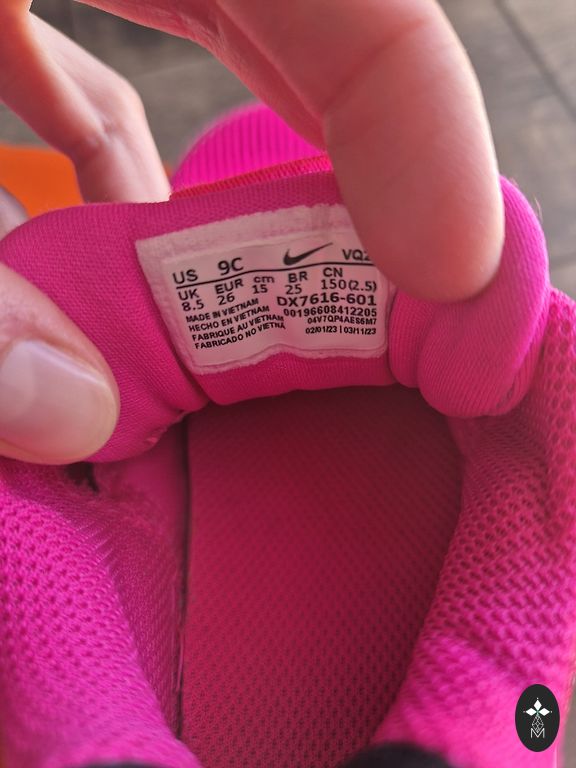 US 9C VQ
UK EUR cm BR CN
8.5 26 15 25 150(2.5)
MADE IN VIETNAM DX7616-601
HECHO EN VIETNAM 00196608412205
FABRIQUE AU VIETNAM 04V7QP4AES6M7
FABRICADO NO VIETNÃ 02/01/23 | 03/11/23
M